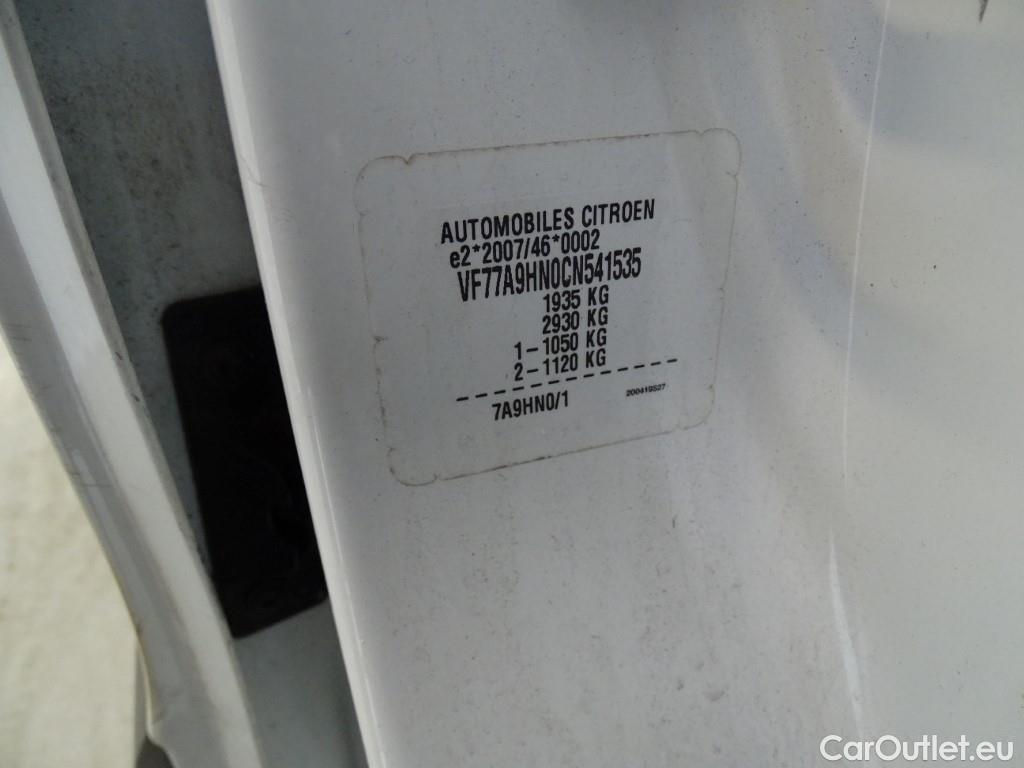 AUTOMOBILES CITROEN
e2*2007/46*0002
VF77A9HN0CN541535
1935 KG
2930 KG
1-1050 KG
2-1120 KG
7A9HN0/1
200419527
CarOutlet.eu